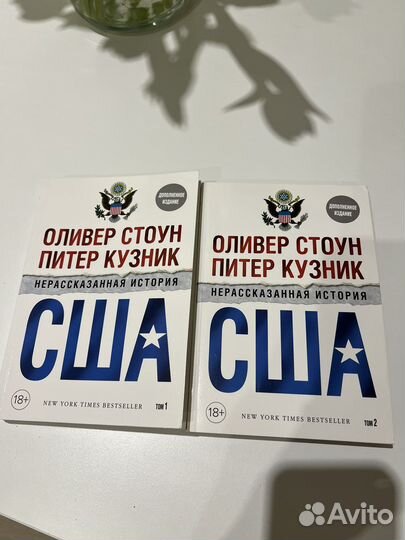 ДОПОЛНЕННОЕ
ИЗДАНИЕ
ОЛИВЕР СТОУН
ПИТЕР КУЗНИК
НЕРАССКАЗАННАЯ ИСТОРИЯ
США
18+
NEW YORK TIMES BESTSELLER
ТОМ 1
ДОПОЛНЕННОЕ
ИЗДАНИЕ
ОЛИВЕР СТОУН
ПИТЕР КУЗНИК
НЕРАССКАЗАННАЯ ИСТОРИЯ
США
18+
NEW YORK TIMES BESTSELLER
ТОМ 2
Avito